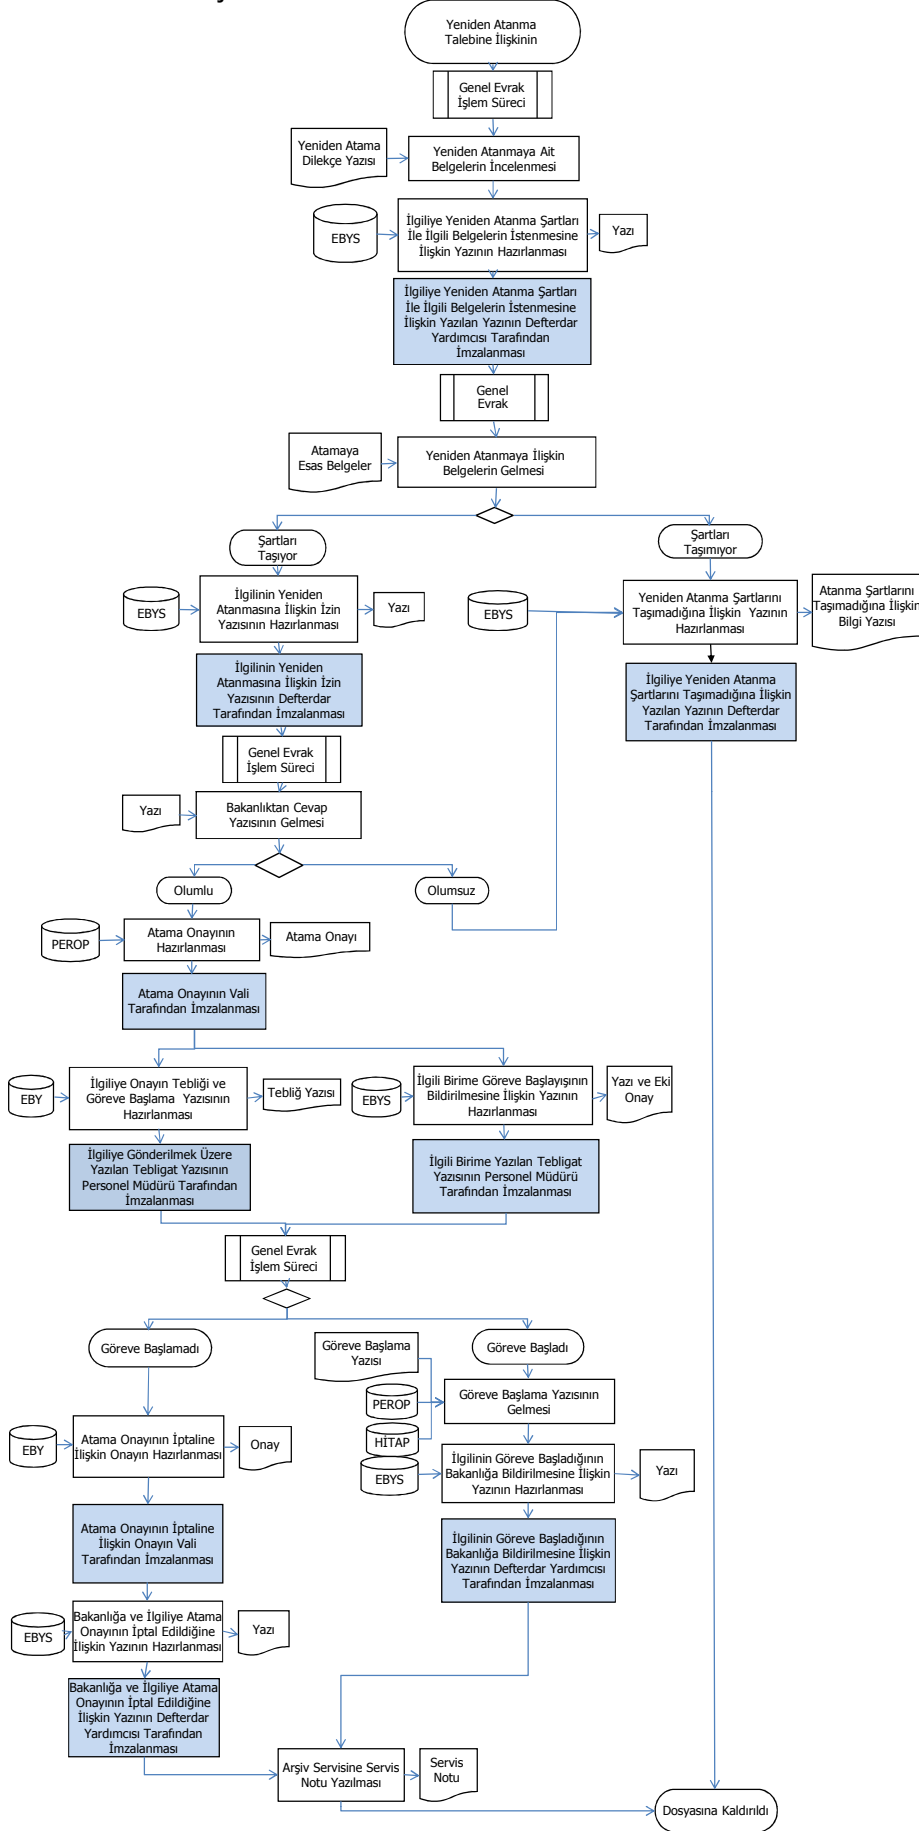 Yeniden Atanma
Talebine İlişkinin
Genel Evrak
İşlem Süreci
Yeniden Atama
Dilekçe Yazısı
Yeniden Atanmaya Ait
Belgelerin İncelenmesi
EBYS
İlgiliye Yeniden Atanma Şartları
İle İlgili Belgelerin İstenmesine
İlişkin Yazının Hazırlanması
Yazı
İlgiliye Yeniden Atanma Şartları
İle İlgili Belgelerin İstenmesine
İlişkin Yazılan Yazının Defterdar
Yardımcısı Tarafından
İmzalanması
Genel
Evrak
Atamaya
Esas Belgeler
Yeniden Atanmaya İlişkin
Belgelerin Gelmesi
Şartları
Taşıyor
Şartları
Taşımıyor
EBYS
İlgilinin Yeniden
Atanmasına İlişkin İzin
Yazısının Hazırlanması
Yazı
EBYS
Yeniden Atanma Şartlarını
Taşımadığına İlişkin Yazının
Hazırlanması
Atanma Şartlarını
Taşımadığına İlişkin
Bilgi Yazısı
İlgilinin Yeniden
Atanmasına İlişkin İzin
Yazısının Defterdar
Tarafından İmzalanması
İlgiliye Yeniden Atanma
Şartlarını Taşımadığına İlişkin
Yazılan Yazının Defterdar
Tarafından İmzalanması
Genel Evrak
İşlem Süreci
Yazı
Bakanlıktan Cevap
Yazısının Gelmesi
Olumlu
Olumsuz
PEROP
Atama Onayının
Hazırlanması
Atama Onayı
Atama Onayının Vali
Tarafından İmzalanması
EBY
İlgiliye Onayın Tebliği ve
Göreve Başlama Yazısının
Hazırlanması
Tebliğ Yazısı
EBYS
İlgili Birime Göreve Başlayışının
Bildirilmesine İlişkin Yazının
Hazırlanması
Yazı ve Eki
Onay
İlgiliye Gönderilmek Üzere
Yazılan Tebligat Yazısının
Personel Müdürü Tarafından
İmzalanması
İlgili Birime Yazılan Tebligat
Yazısının Personel Müdürü
Tarafından İmzalanması
Genel Evrak
İşlem Süreci
Göreve Başlamadı
Göreve Başladı
Göreve Başlama
Yazısı
PEROP
HİTAP
Göreve Başlama Yazısının
Gelmesi
EBY
Atama Onayının İptaline
İlişkin Onayın Hazırlanması
Onay
EBYS
İlgilinin Göreve Başladığının
Bakanlığa Bildirilmesine İlişkin
Yazının Hazırlanması
Yazı
Atama Onayının İptaline
İlişkin Onayın Vali
Tarafından İmzalanması
İlgilinin Göreve Başladığının
Bakanlığa Bildirilmesine İlişkin
Yazının Defterdar Yardımcısı
Tarafından İmzalanması
EBYS
Bakanlığa ve İlgiliye Atama
Onayının İptal Edildiğine
İlişkin Yazının Hazırlanması
Yazı
Bakanlığa ve İlgiliye Atama
Onayının İptal Edildiğine
İlişkin Yazının Defterdar
Yardımcısı Tarafından
İmzalanması
Arşiv Servisine Servis
Notu Yazılması
Servis
Notu
Dosyasına Kaldırıldı